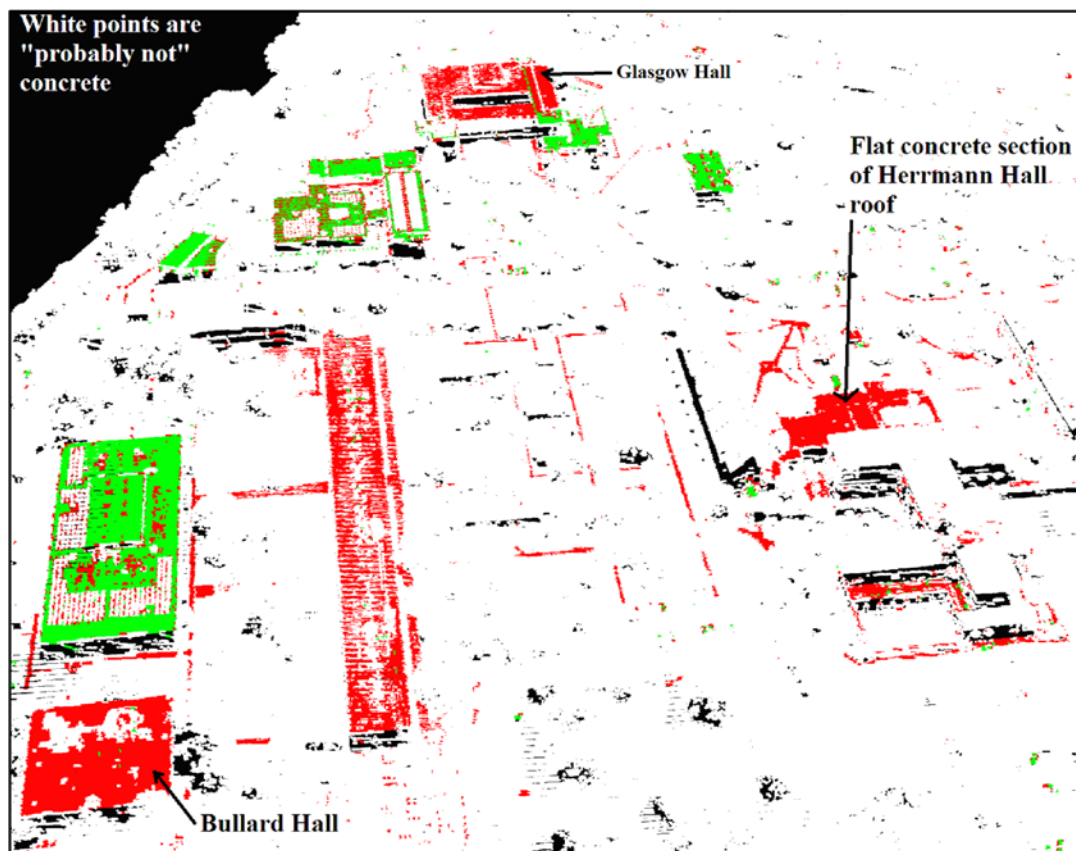 White points are
"probably not"
concrete
Glasgow Hall
Flat concrete section
of Herrmann Hall
roof
Bullard Hall